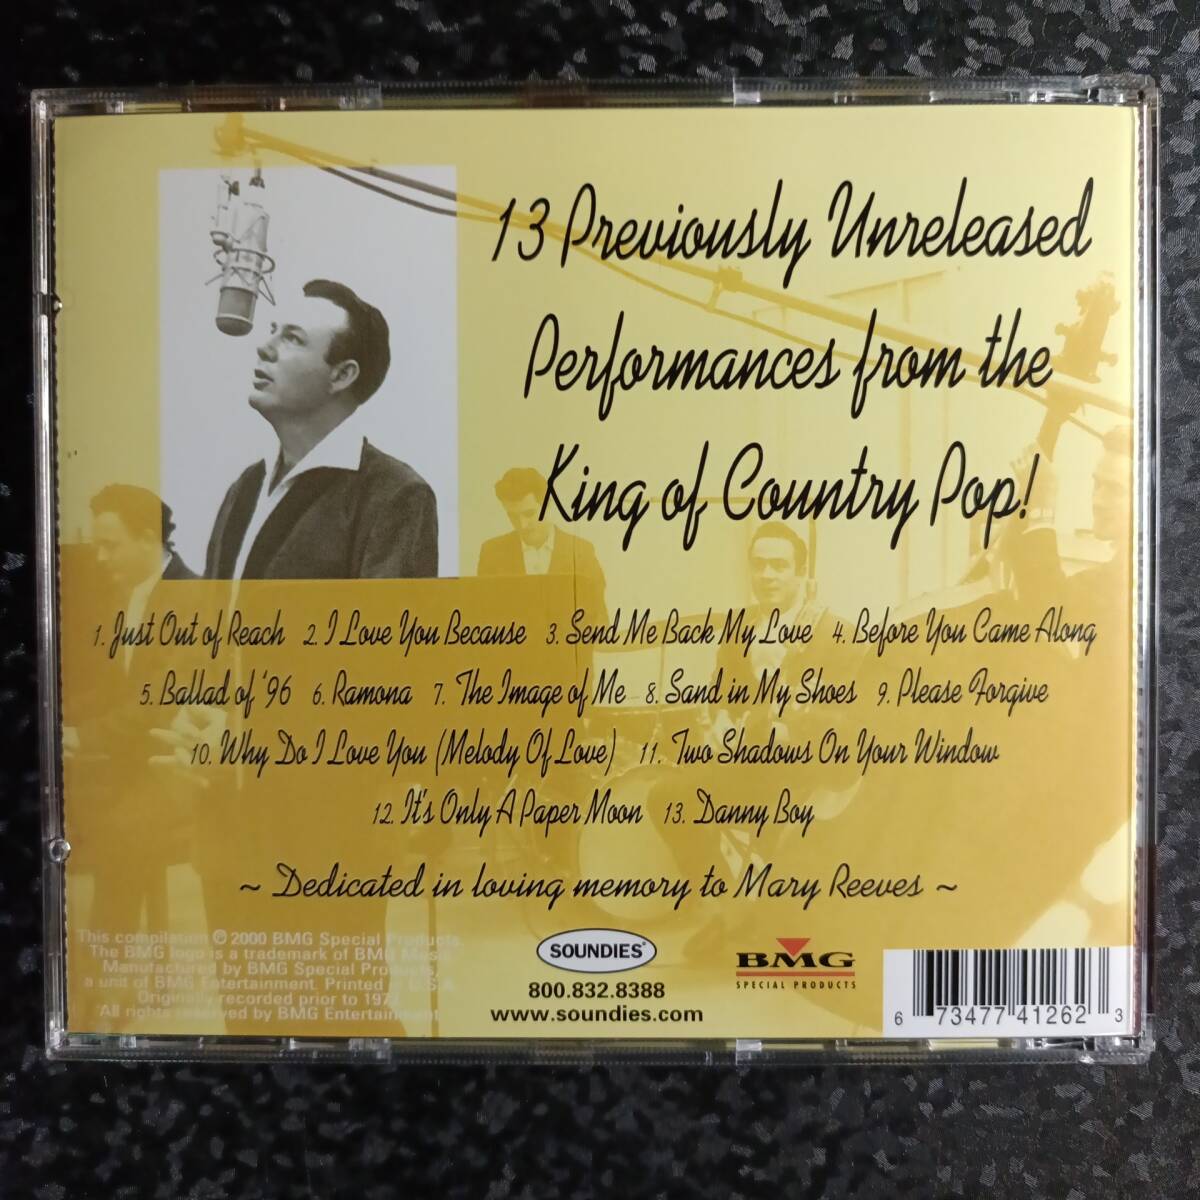 13 Previously Unreleased
Performances from the
King of Country Pop!
1. Just Out of Reach 2. I Love You Because 3. Send Me Back My Love 4. Before You Came Along
5. Ballad of '96 6. Ramona 7. The Image of Me 8. Sand in My Shoes 9. Please Forgive
10. Why Do I Love You (Melody Of Love) 11. Two Shadows On Your Window
12. It's Only A Paper Moon 13. Danny Boy
~ Dedicated in loving memory to Mary Reeves ~
This compilation ℗ 2000 BMG Special Products.
The BMG logo is a trademark of BMG Music.
Manufactured by BMG Special Products,
a unit of BMG Entertainment. Printed in U.S.A.
Originally recorded prior to
All rights reserved by BMG Entertainment
SOUNDIES®
800.832.8388
www.soundies.com
BMG
SPECIAL PRODUCTS
6 73477 41262 3